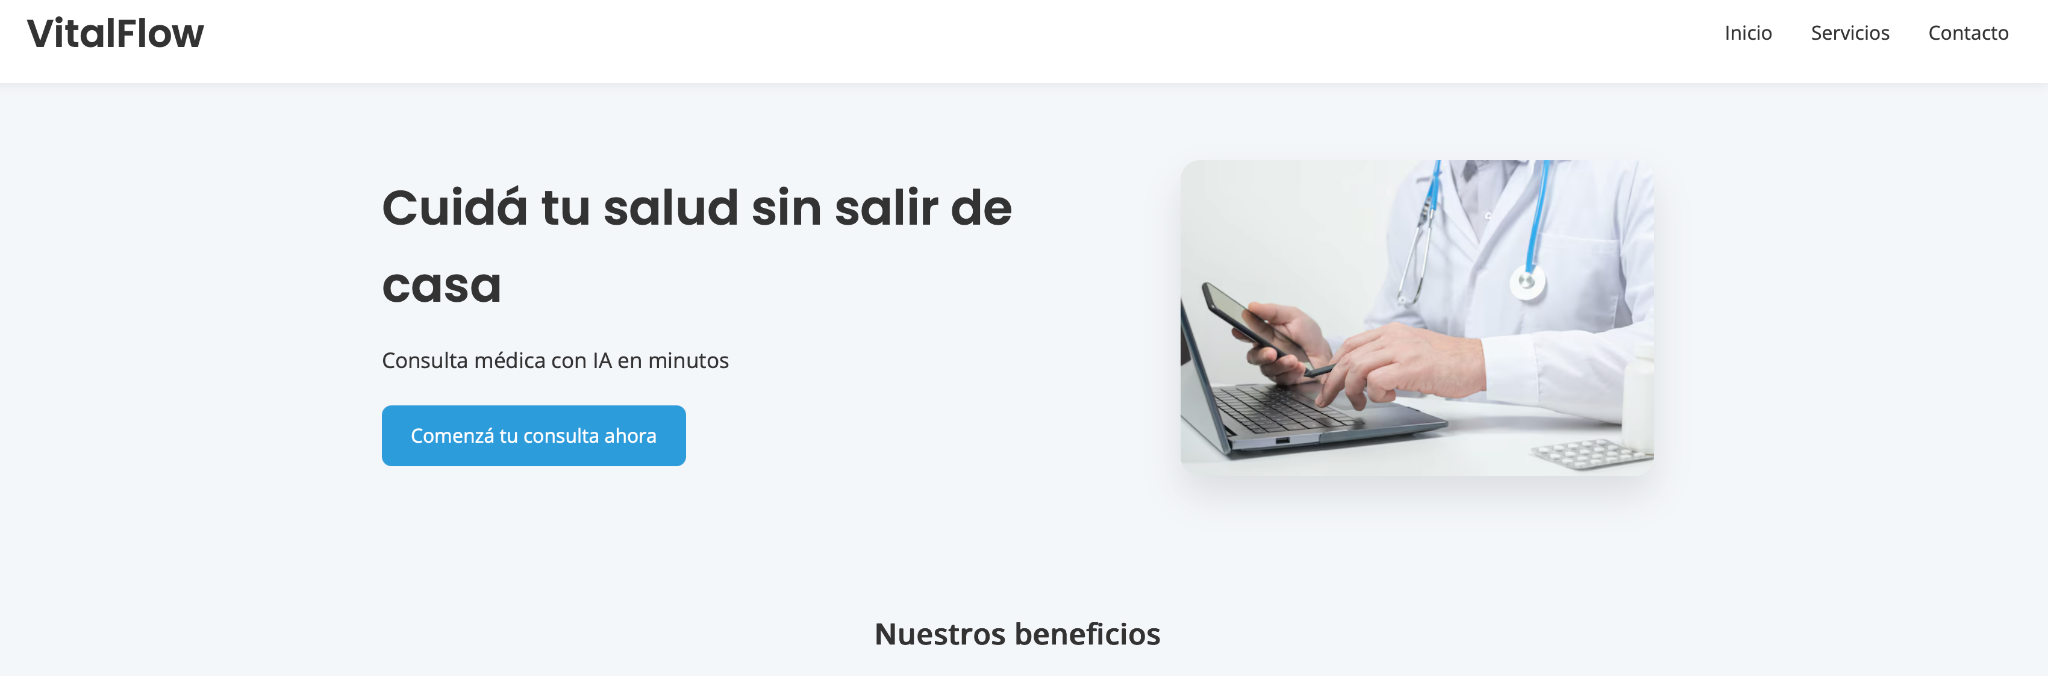 VitalFlow
Inicio
Servicios
Contacto
Cuidá tu salud sin salir de
casa
Consulta médica con IA en minutos
Comenzá tu consulta ahora
Nuestros beneficios